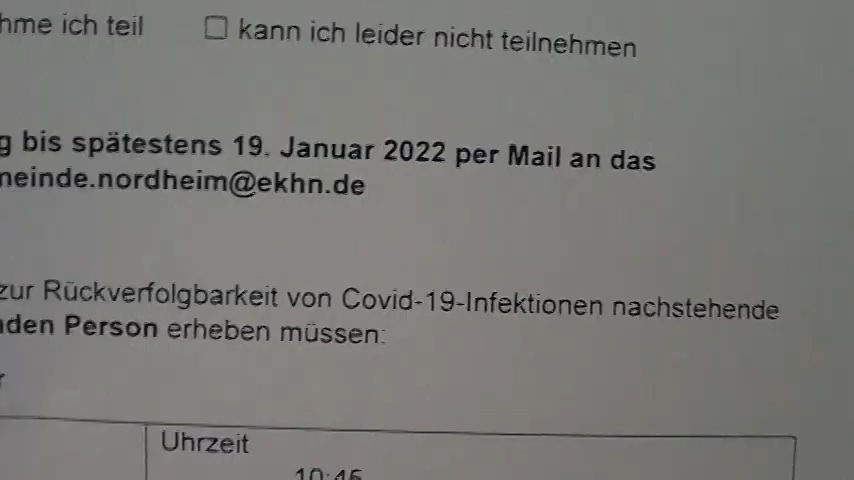 hme ich teil ☐ kann ich leider nicht teilnehmen
g bis spätestens 19. Januar 2022 per Mail an das
neinde.nordheim@ekhn.de
zur Rückverfolgbarkeit von Covid-19-Infektionen nachstehende
nden Person erheben müssen:
r
Uhrzeit
10:45